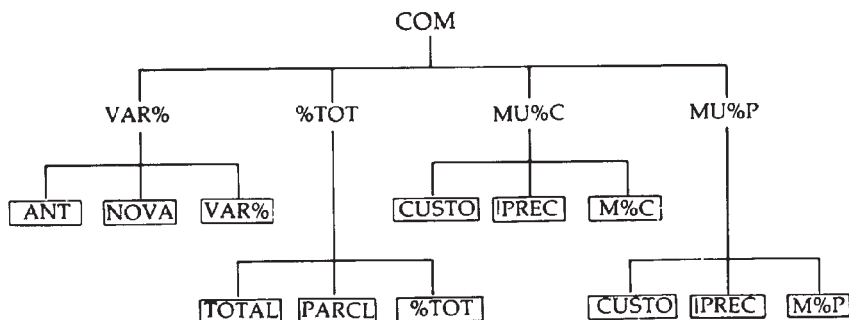 COM
VAR% %TOT MU%C MU%P
ANT NOVA VAR% CUSTO PREC M%C
TOTAL PARCL %TOT CUSTO PREC M%P